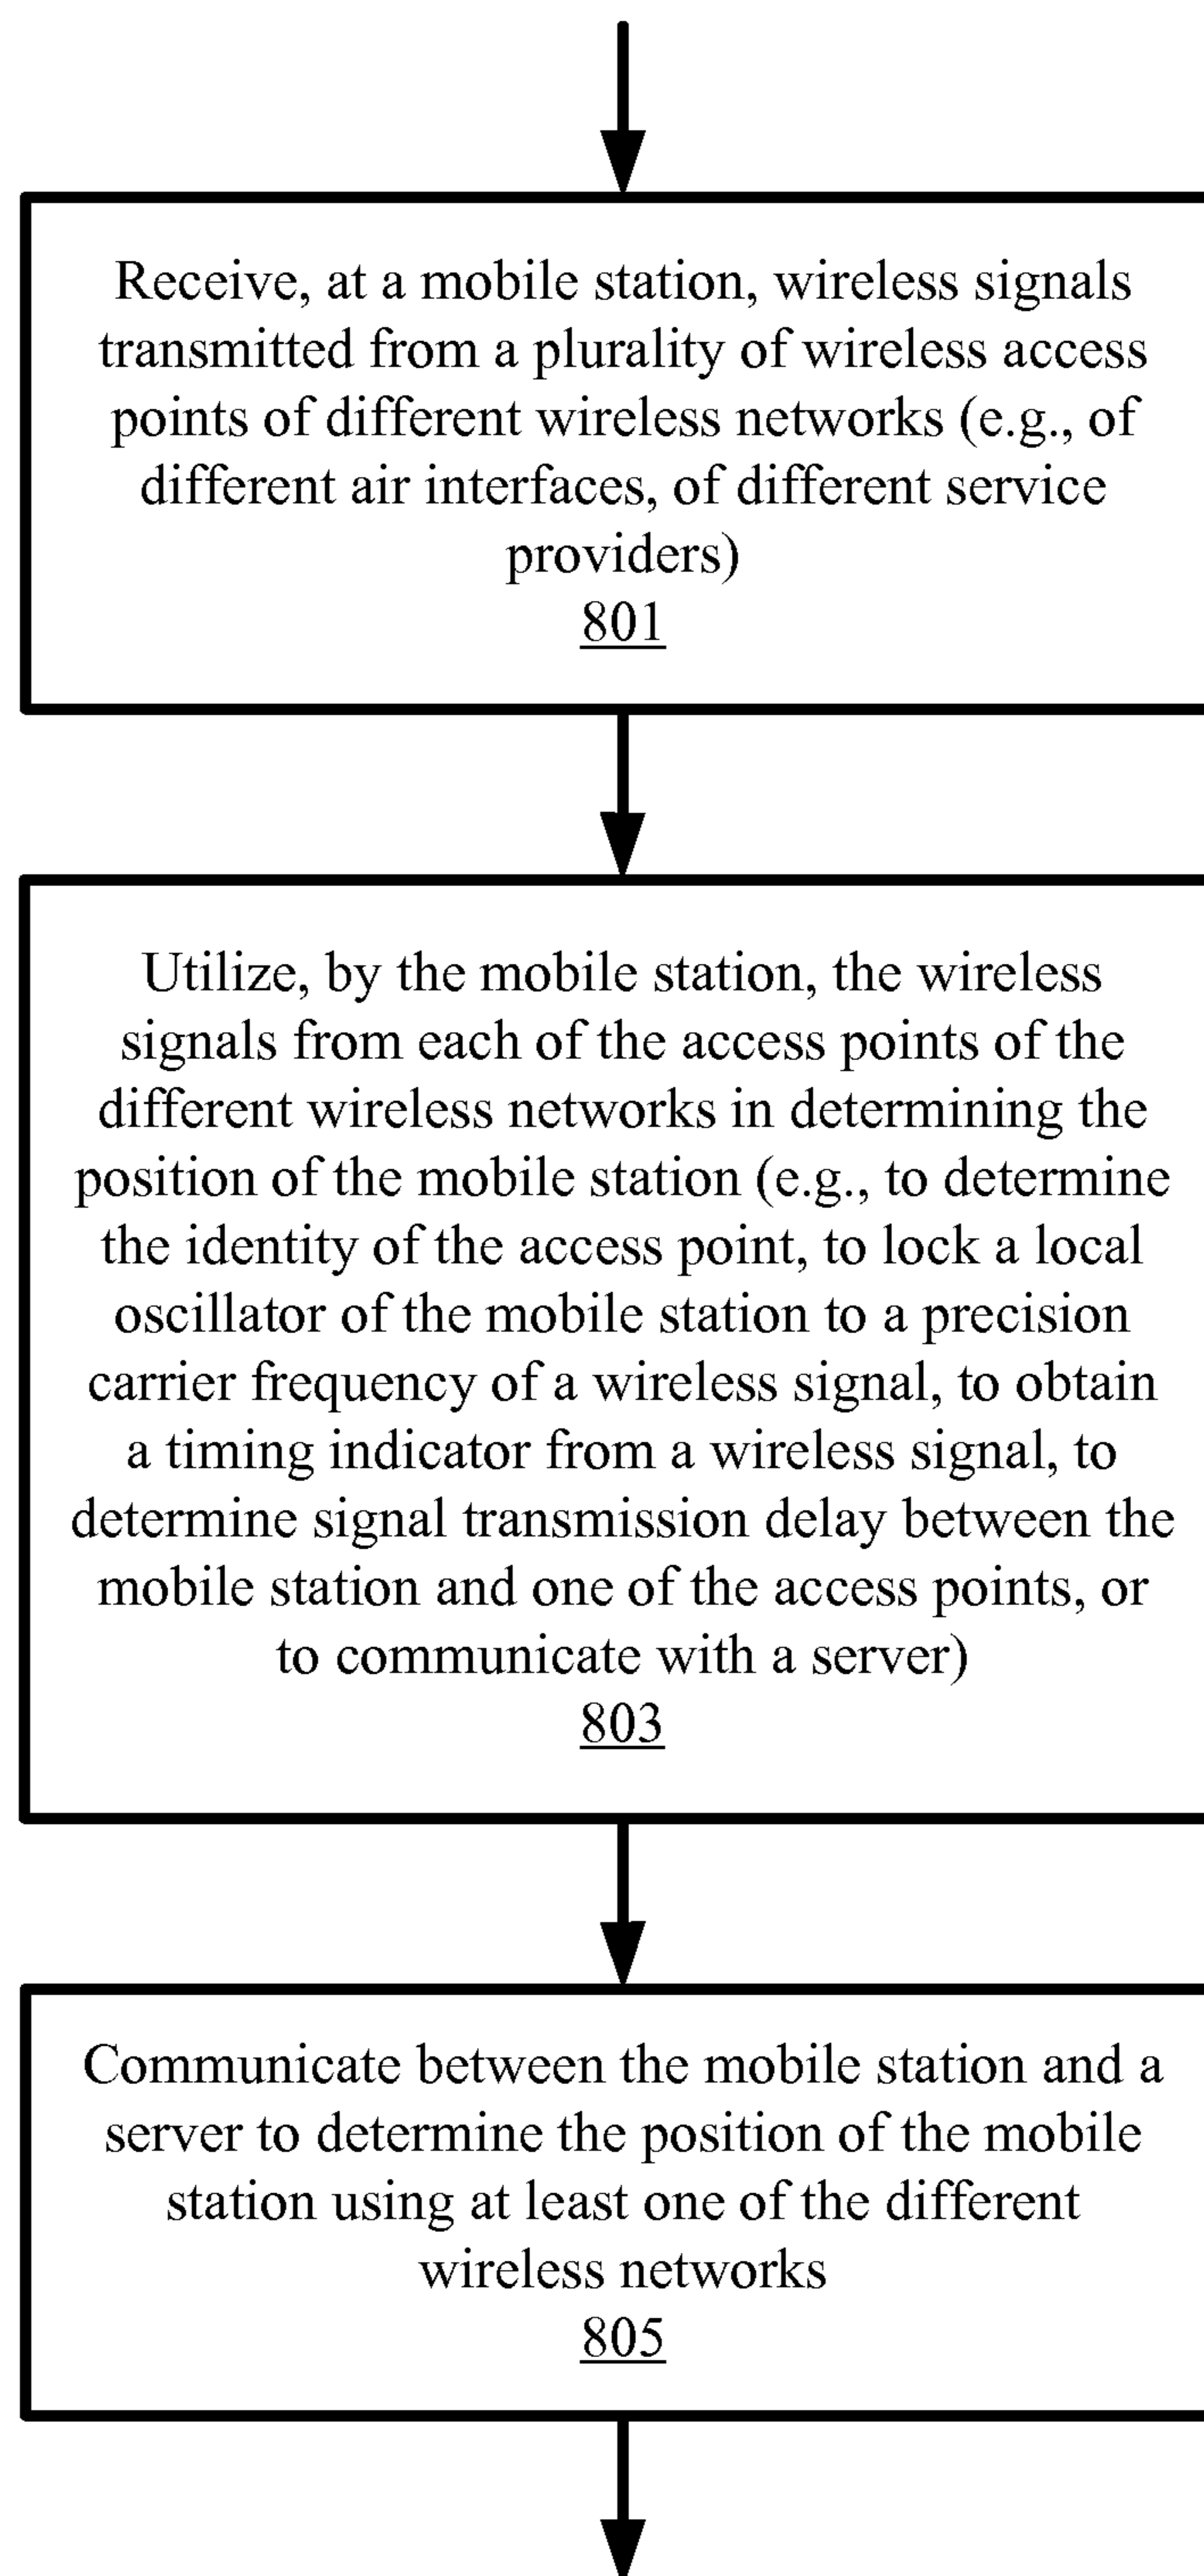 Receive, at a mobile station, wireless signals
transmitted from a plurality of wireless access
points of different wireless networks (e.g., of
different air interfaces, of different service
providers)
801
Utilize, by the mobile station, the wireless
signals from each of the access points of the
different wireless networks in determining the
position of the mobile station (e.g., to determine
the identity of the access point, to lock a local
oscillator of the mobile station to a precision
carrier frequency of a wireless signal, to obtain
a timing indicator from a wireless signal, to
determine signal transmission delay between the
mobile station and one of the access points, or
to communicate with a server)
803
Communicate between the mobile station and a
server to determine the position of the mobile
station using at least one of the different
wireless networks
805